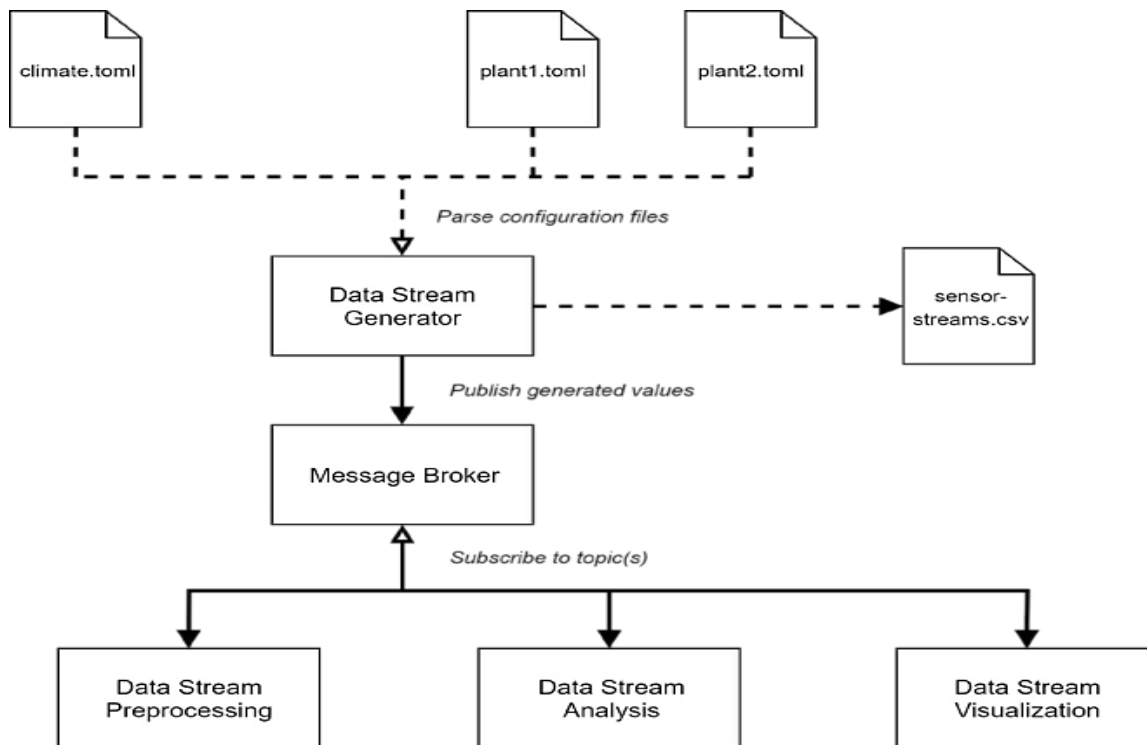 climate.toml
plant1.toml
plant2.toml
Parse configuration files
Data Stream
Generator
sensor-
streams.csv
Publish generated values
Message Broker
Subscribe to topic(s)
Data Stream
Preprocessing
Data Stream
Analysis
Data Stream
Visualization